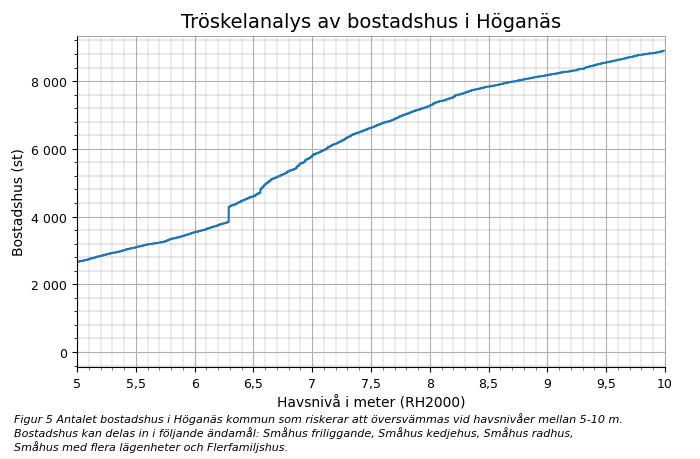 Tröskelanalys av bostadshus i Höganäs
Bostadshus (st)
8 000
6 000
4 000
2 000
0
5 5,5 6 6,5 7 7,5 8 8,5 9 9,5 10
Havsnivå i meter (RH2000)
Figur 5 Antalet bostadshus i Höganäs kommun som riskerar att översvämmas vid havsnivåer mellan 5-10 m.
Bostadshus kan delas in i följande ändamål: Småhus friliggande, Småhus kedjehus, Småhus radhus,
Småhus med flera lägenheter och Flerfamiljshus.